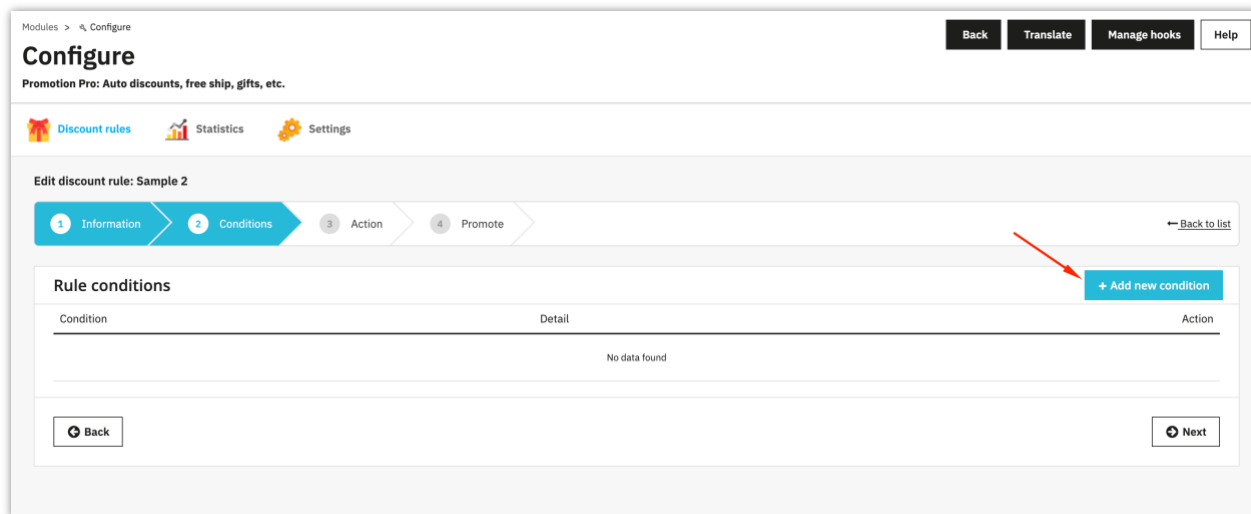 Modules > Configure
Configure
Promotion Pro: Auto discounts, free ship, gifts, etc.
Back Translate Manage hooks Help
Discount rules Statistics Settings
Edit discount rule: Sample 2
1 Information 2 Conditions 3 Action 4 Promote Back to list
Rule conditions + Add new condition
Condition Detail Action
No data found
Back Next